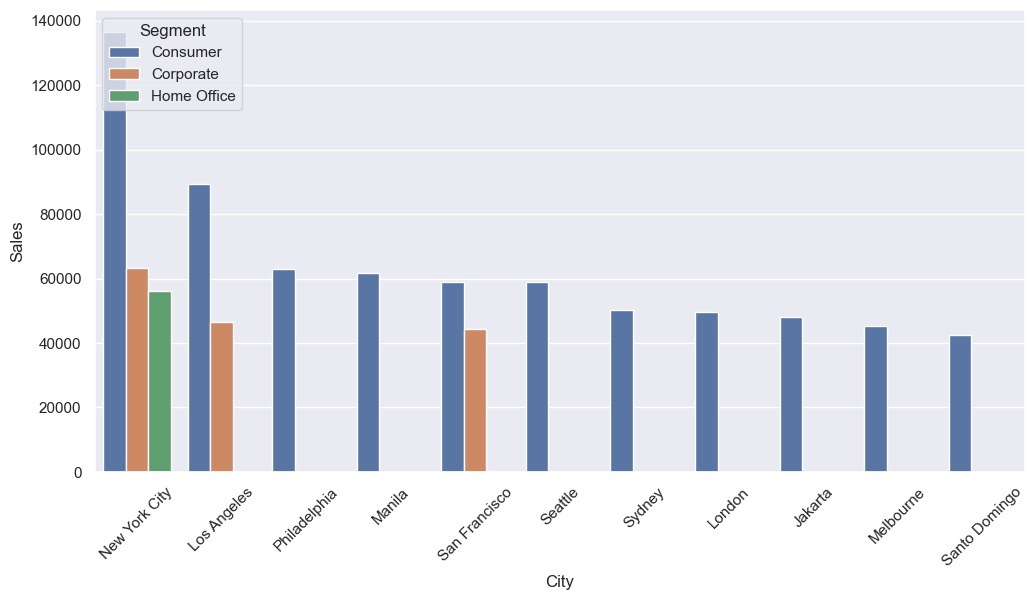 Segment
Consumer
Corporate
Home Office
140000
120000
100000
80000
60000
40000
20000
0
Sales
New York City
Los Angeles
Philadelphia
Manila
San Francisco
Seattle
Sydney
London
Jakarta
Melbourne
Santo Domingo
City